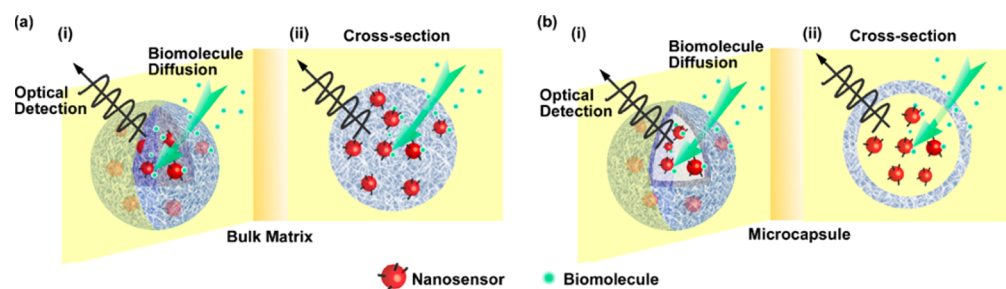 (a)
(i)
Biomolecule
Diffusion
Optical
Detection
(ii)
Cross-section
Bulk Matrix
(b)
(i)
Biomolecule
Diffusion
Optical
Detection
(ii)
Cross-section
Microcapsule
Nanosensor
Biomolecule